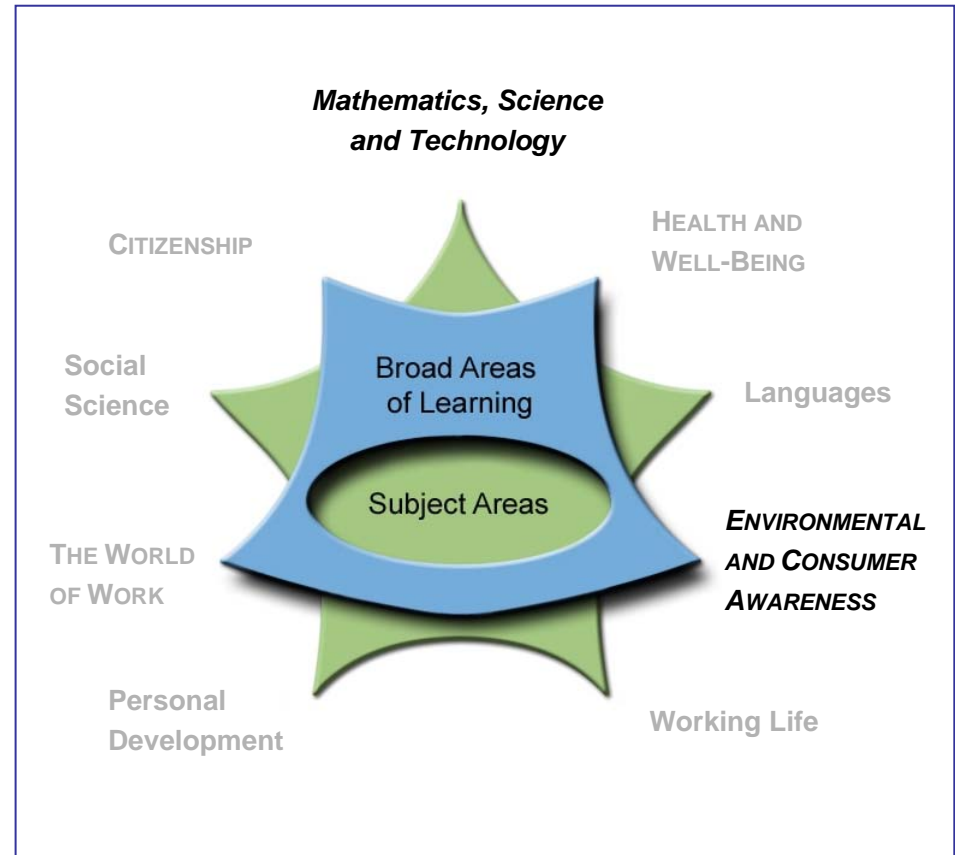 Mathematics, Science
and Technology
CITIZENSHIP
HEALTH AND
WELL-BEING
Broad Areas
of Learning
Social
Science
Languages
Subject Areas
ENVIRONMENTAL
AND CONSUMER
AWARENESS
THE WORLD
OF WORK
Personal
Development
Working Life